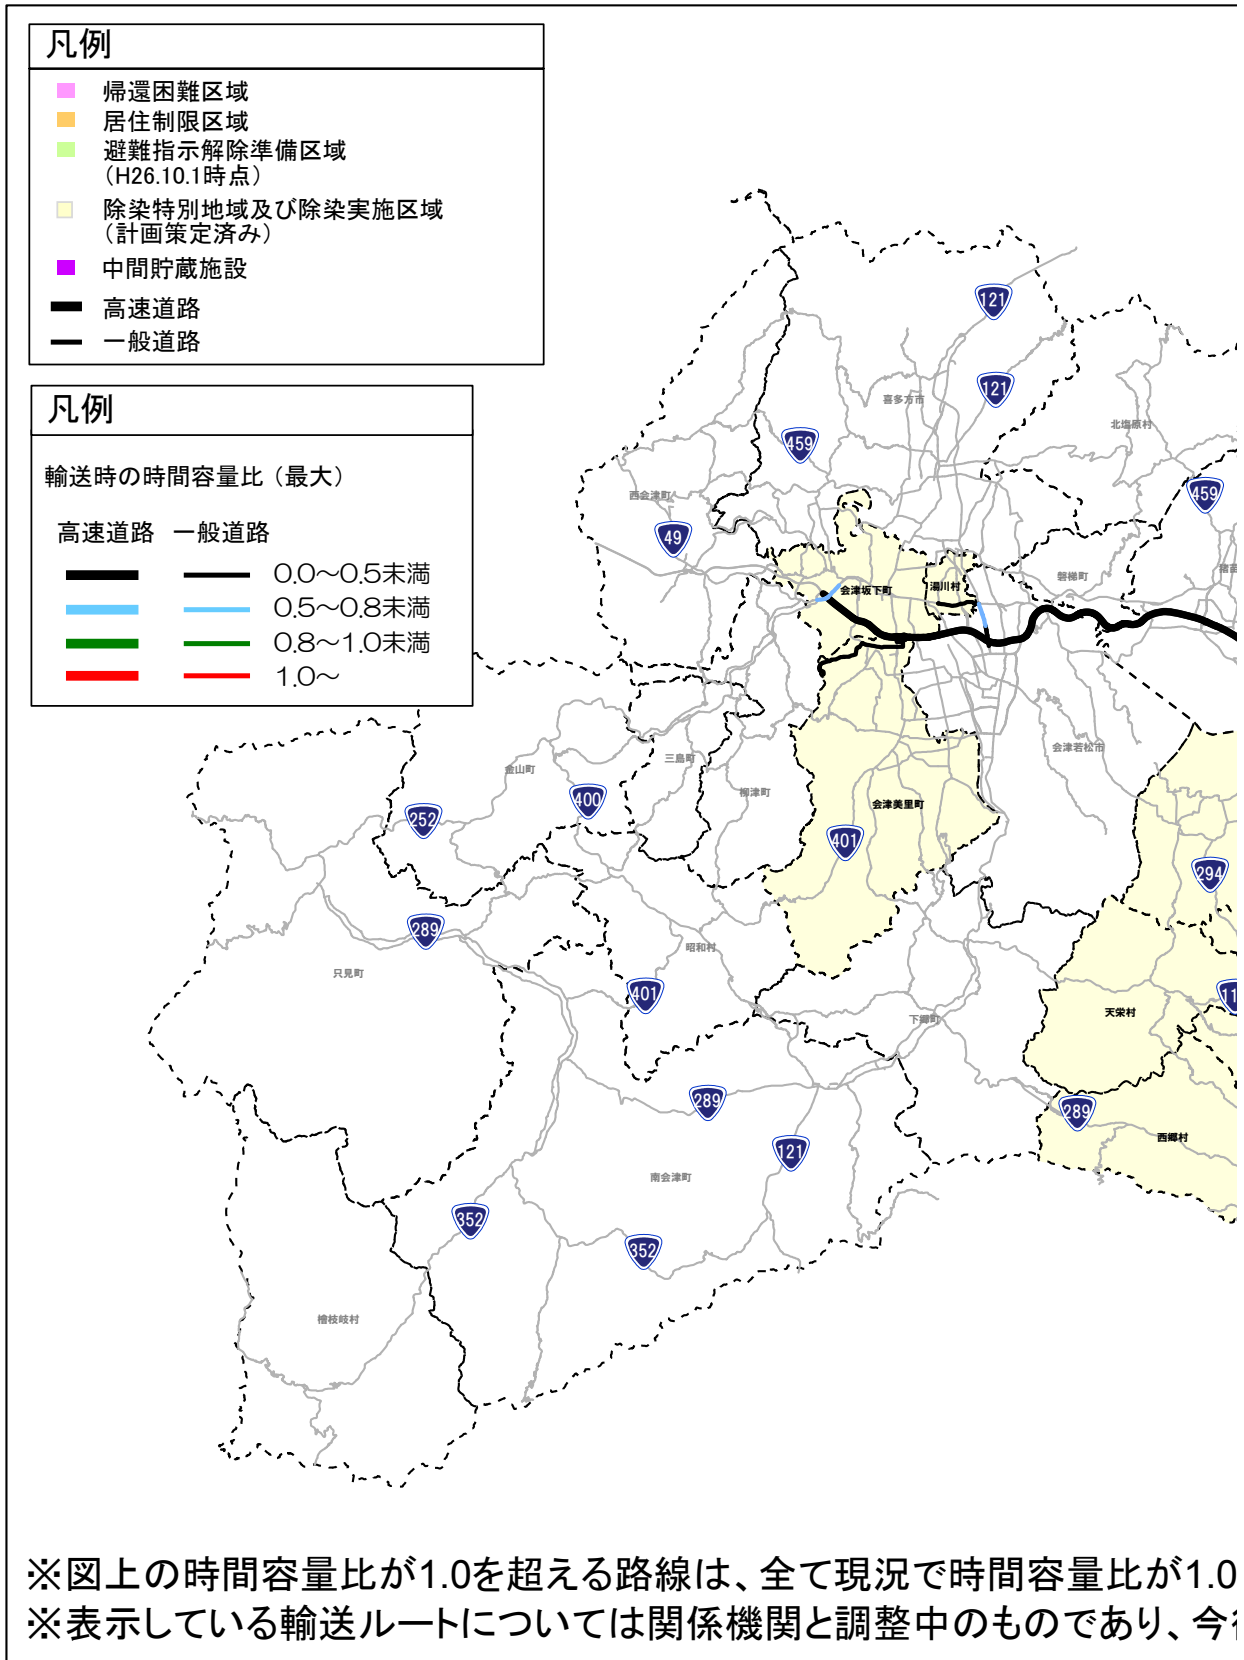 凡例
帰還困難区域
居住制限区域
避難指示解除準備区域
（H26.10.1時点）
除染特別地域及び除染実施区域
（計画策定済み）
中間貯蔵施設
高速道路
一般道路
凡例
輸送時の時間容量比（最大）
高速道路 一般道路
0.0～0.5未満
0.5～0.8未満
0.8～1.0未満
1.0～
121
121
喜多方市
北塩原村
459
459
西会津町
49
会津坂下町
湯川村
磐梯町
猪苗
会津若松市
三島町
金山町
柳津町
400
252
会津美里町
401
294
289
昭和村
只見町
401
11
天栄村
下郷町
289
289
西郷村
121
南会津町
352
352
檜枝岐村
※図上の時間容量比が1.0を超える路線は、全て現況で時間容量比が1.0
※表示している輸送ルートについては関係機関と調整中のものであり、今